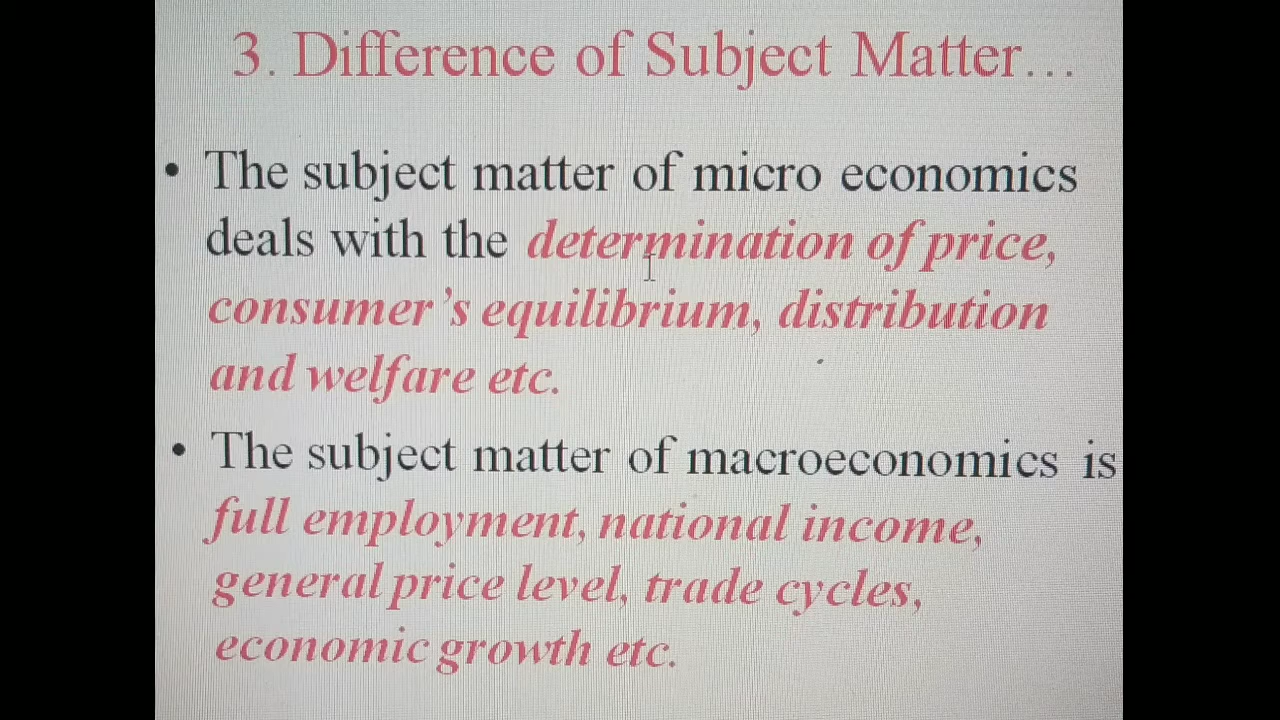 3. Difference of Subject Matter…
• The subject matter of micro economics
deals with the determination of price,
consumer’s equilibrium, distribution
and welfare etc.
• The subject matter of macroeconomics is
full employment, national income,
general price level, trade cycles,
economic growth etc.